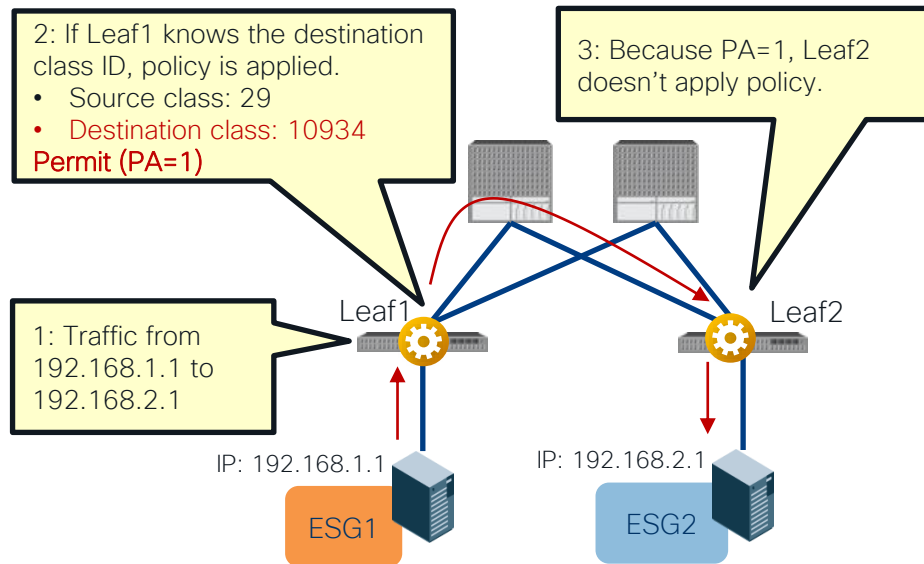 2: If Leaf1 knows the destination
class ID, policy is applied.
• Source class: 29
• Destination class: 10934
Permit (PA=1)
3: Because PA=1, Leaf2
doesn’t apply policy.
Leaf1
Leaf2
1: Traffic from
192.168.1.1 to
192.168.2.1
IP: 192.168.1.1
IP: 192.168.2.1
ESG1
ESG2